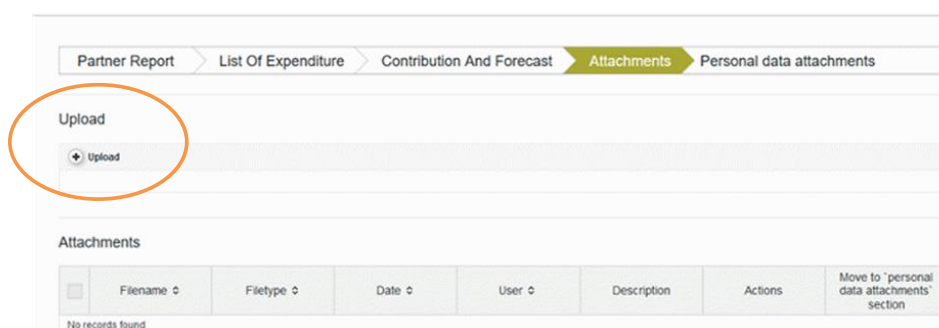 Partner Report List Of Expenditure Contribution And Forecast Attachments Personal data attachments
Upload
Upload
Attachments
Filename Filetype Date User Description Actions Move to `personal data attachments` section
No records found